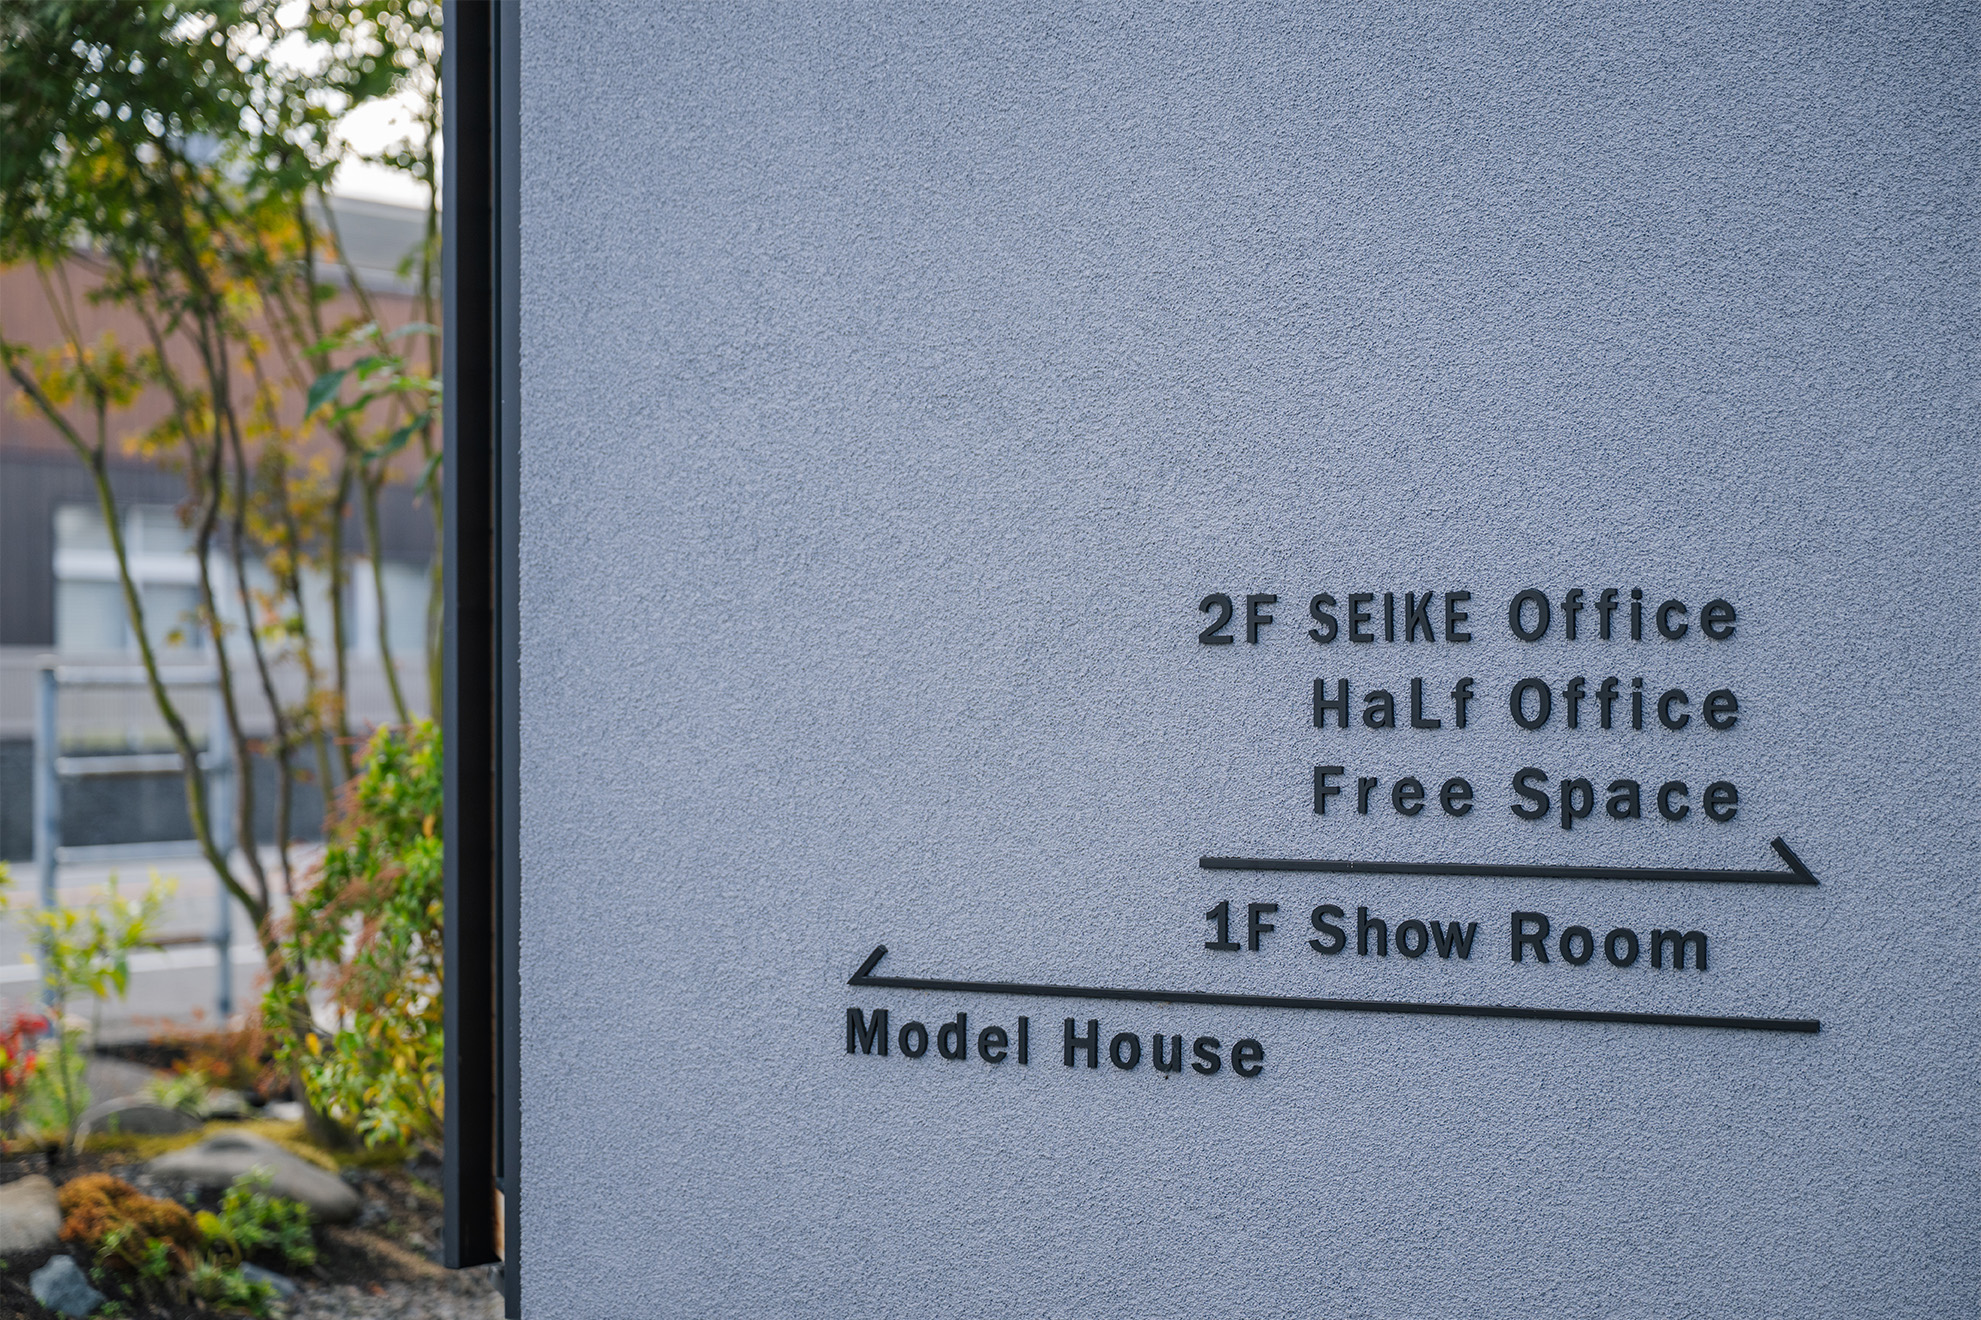 2F SEIKE Office
HaLf Office
Free Space
1F Show Room
Model House